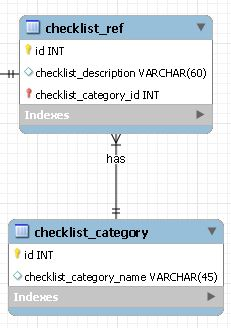 checklist_ref
id INT
checklist_description VARCHAR(60)
checklist_category_id INT
Indexes
has
checklist_category
id INT
checklist_category_name VARCHAR(45)
Indexes